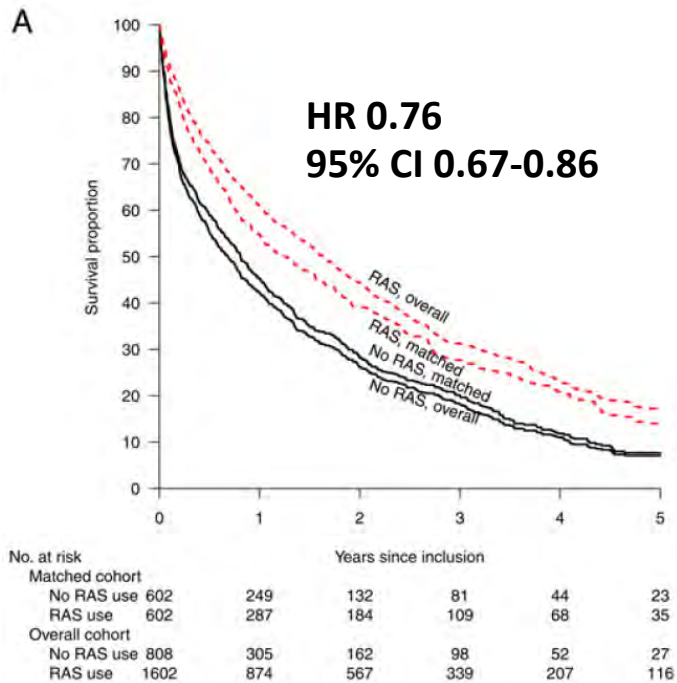 A
100
90
80
70
60
50
40
30
20
10
0
Survival proportion
HR 0.76
95% CI 0.67-0.86
RAS, overall
RAS, matched
No RAS, matched
No RAS, overall
0 1 2 3 4 5
No. at risk Years since inclusion
Matched cohort
No RAS use 602 249 132 81 44 23
RAS use 602 287 184 109 68 35
Overall cohort
No RAS use 808 305 162 98 52 27
RAS use 1602 874 567 339 207 116